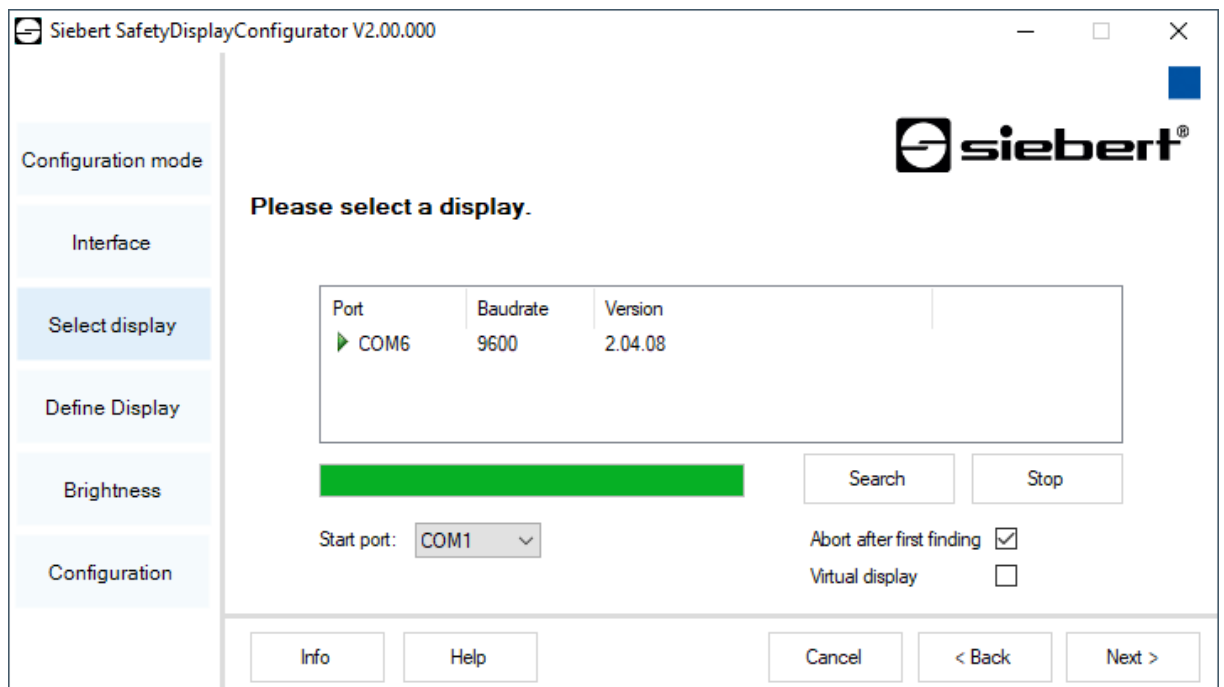 Siebert SafetyDisplayConfigurator V2.00.000
siebert®
Configuration mode
Interface
Select display
Define Display
Brightness
Configuration
Please select a display.
Port Baudrate Version
COM6 9600 2.04.08
Search Stop
Start port: COM1
Abort after first finding
Virtual display
Info Help Cancel < Back Next >